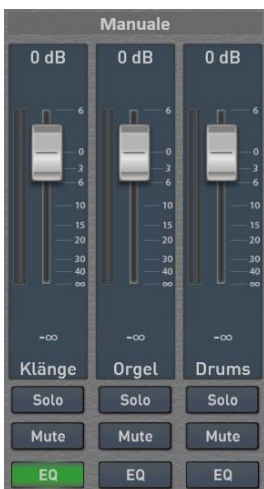 Manuale
0 dB 0 dB 0 dB
6 6 6
0 0 0
3 3 3
6 6 6
10 10 10
15 15 15
20 20 20
30 30 30
40 40 40
∞ ∞ ∞
-∞ -∞ -∞
Klänge Orgel Drums
Solo Solo Solo
Mute Mute Mute
EQ EQ EQ